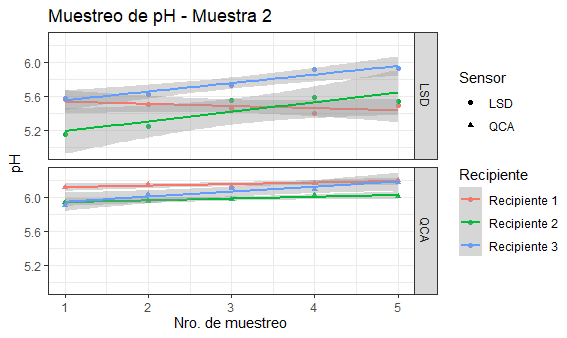 Muestreo de pH - Muestra 2
6.0
5.6
5.2
LSD
6.0
5.6
5.2
QCA
pH
1 2 3 4 5
Nro. de muestreo
Sensor
LSD
QCA
Recipiente
Recipiente 1
Recipiente 2
Recipiente 3